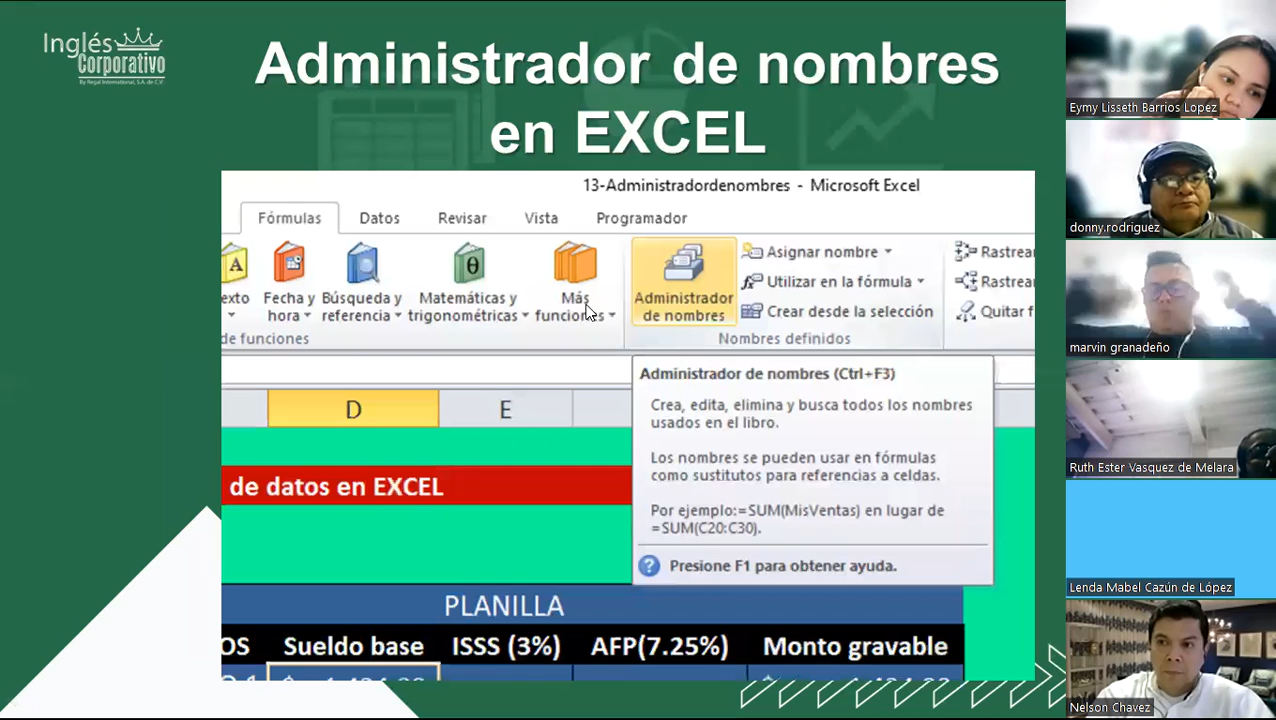 Inglés
Corporativo
By Regal International, S.A. de C.V.
Administrador de nombres
en EXCEL
13-Administradordenombres - Microsoft Excel
Fórmulas Datos Revisar Vista Programador
Fecha y hora
Búsqueda y referencia
Matemáticas y trigonométricas
Más funciones
Administrador de nombres
Asignar nombre
Utilizar en la fórmula
Crear desde la selección
Quitar f
de funciones
Nombres definidos
Administrador de nombres (Ctrl+F3)
Crea, edita, elimina y busca todos los nombres
usados en el libro.
Los nombres se pueden usar en fórmulas
como sustitutos para referencias a celdas.
Por ejemplo:=SUM(MisVentas) en lugar de
=SUM(C20:C30).
Presione F1 para obtener ayuda.
D E
de datos en EXCEL
PLANILLA
OS Sueldo base ISSS (3%) AFP(7.25%) Monto gravable
Eymy Lisseth Barrios Lopez
donny.rodriguez
marvin granadeño
Ruth Ester Vasquez de Melara
Lenda Mabel Cazún de López
Nelson Chavez